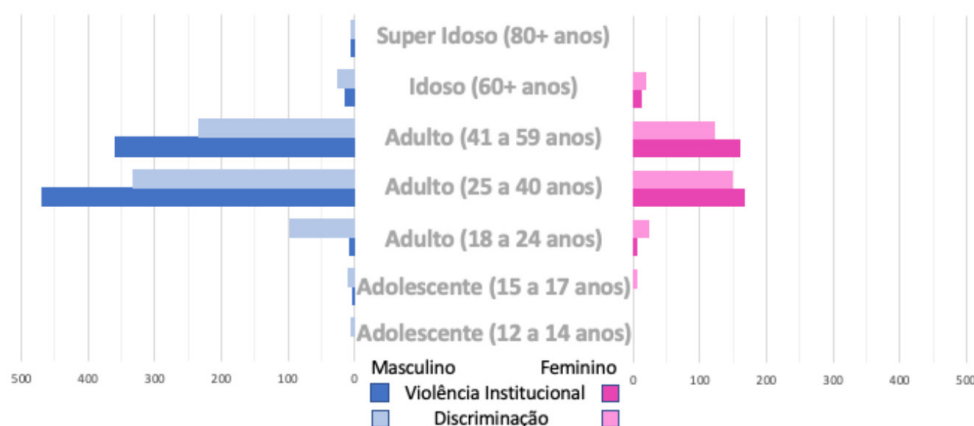 Super Idoso (80+ anos)
Idoso (60+ anos)
Adulto (41 a 59 anos)
Adulto (25 a 40 anos)
Adulto (18 a 24 anos)
Adolescente (15 a 17 anos)
Adolescente (12 a 14 anos)
500 400 300 200 100 0 0 100 200 300 400 500
Masculino Feminino
Violência Institucional
Discriminação